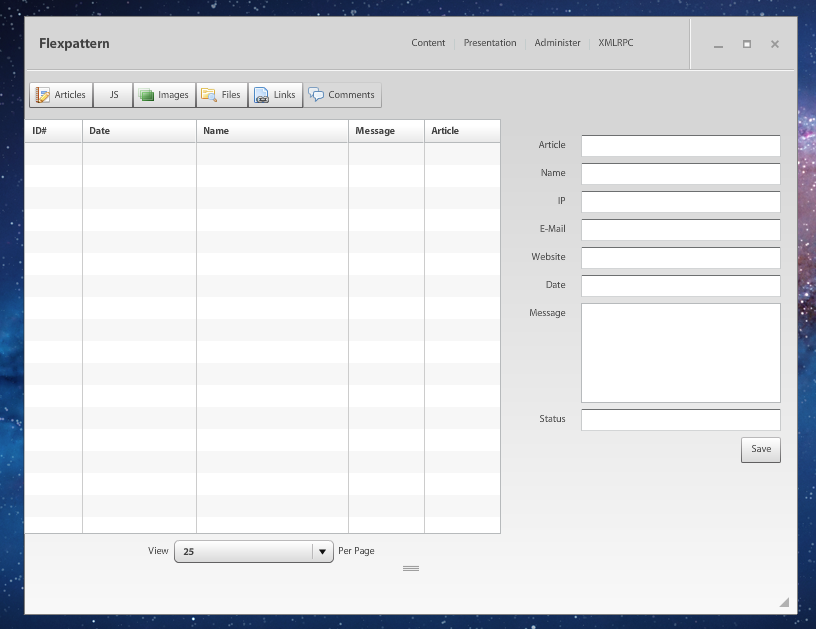 Flexpattern
Content Presentation Administer XMLRPC
Articles JS Images Files Links Comments
ID# Date Name Message Article
Article
Name
IP
E-Mail
Website
Date
Message
Status
Save
View 25 Per Page